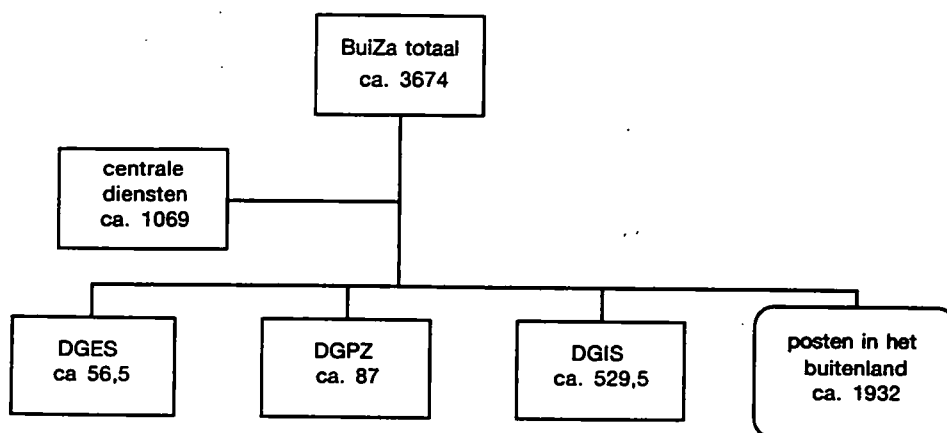 BuiZa totaal
ca. 3674
centrale
diensten
ca. 1069
DGES
ca 56,5
DGPZ
ca. 87
DGIS
ca. 529,5
posten in het
buitenland
ca. 1932